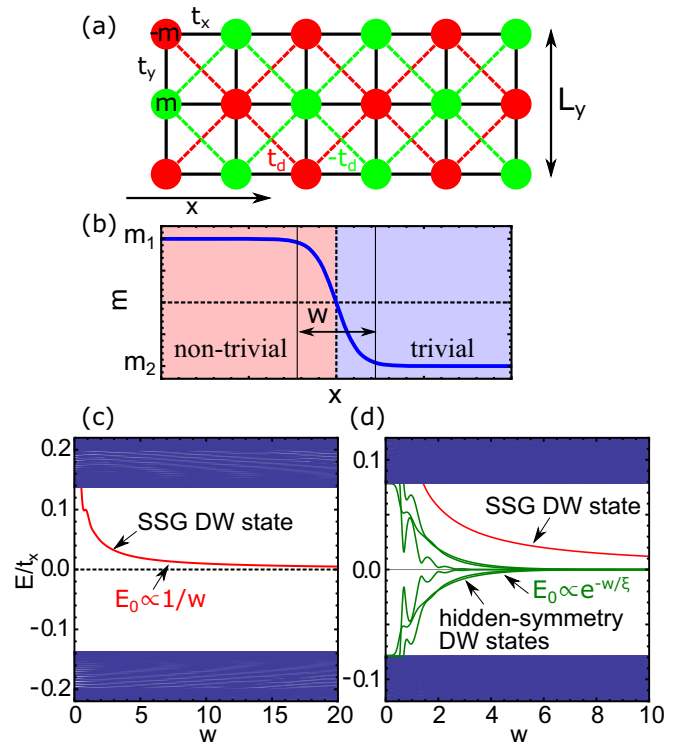 (a)
t_x
-m
t_y
m
L_y
t_d
-t_d
x
(b)
m_1
m
w
non-trivial
trivial
m_2
x
(c)
(d)
0.2
0.1
0.0
-0.1
-0.2
E/t_x
SSG DW state
E_0∝1/w
0
5
10
15
20
w
0.1
0.0
-0.1
SSG DW state
E_0∝e^{-w/ξ}
hidden-symmetry
DW states
0
2
4
6
8
10
w